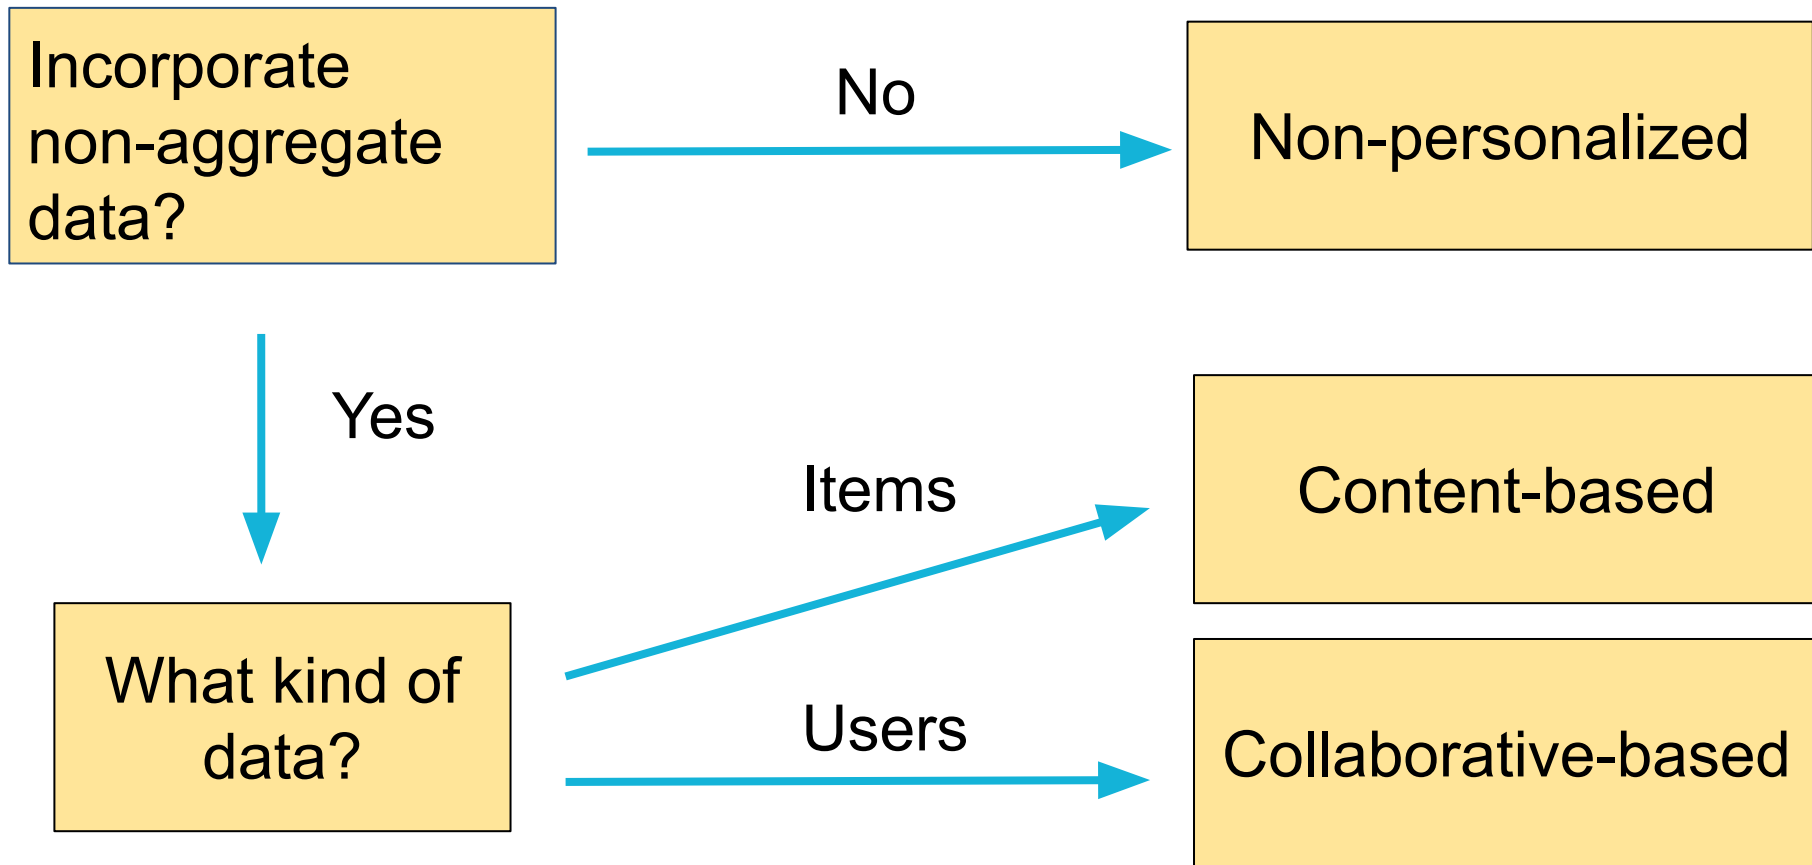 Incorporate
non-aggregate
data?
No
Non-personalized
Yes
Items
Content-based
What kind of
data?
Users
Collaborative-based